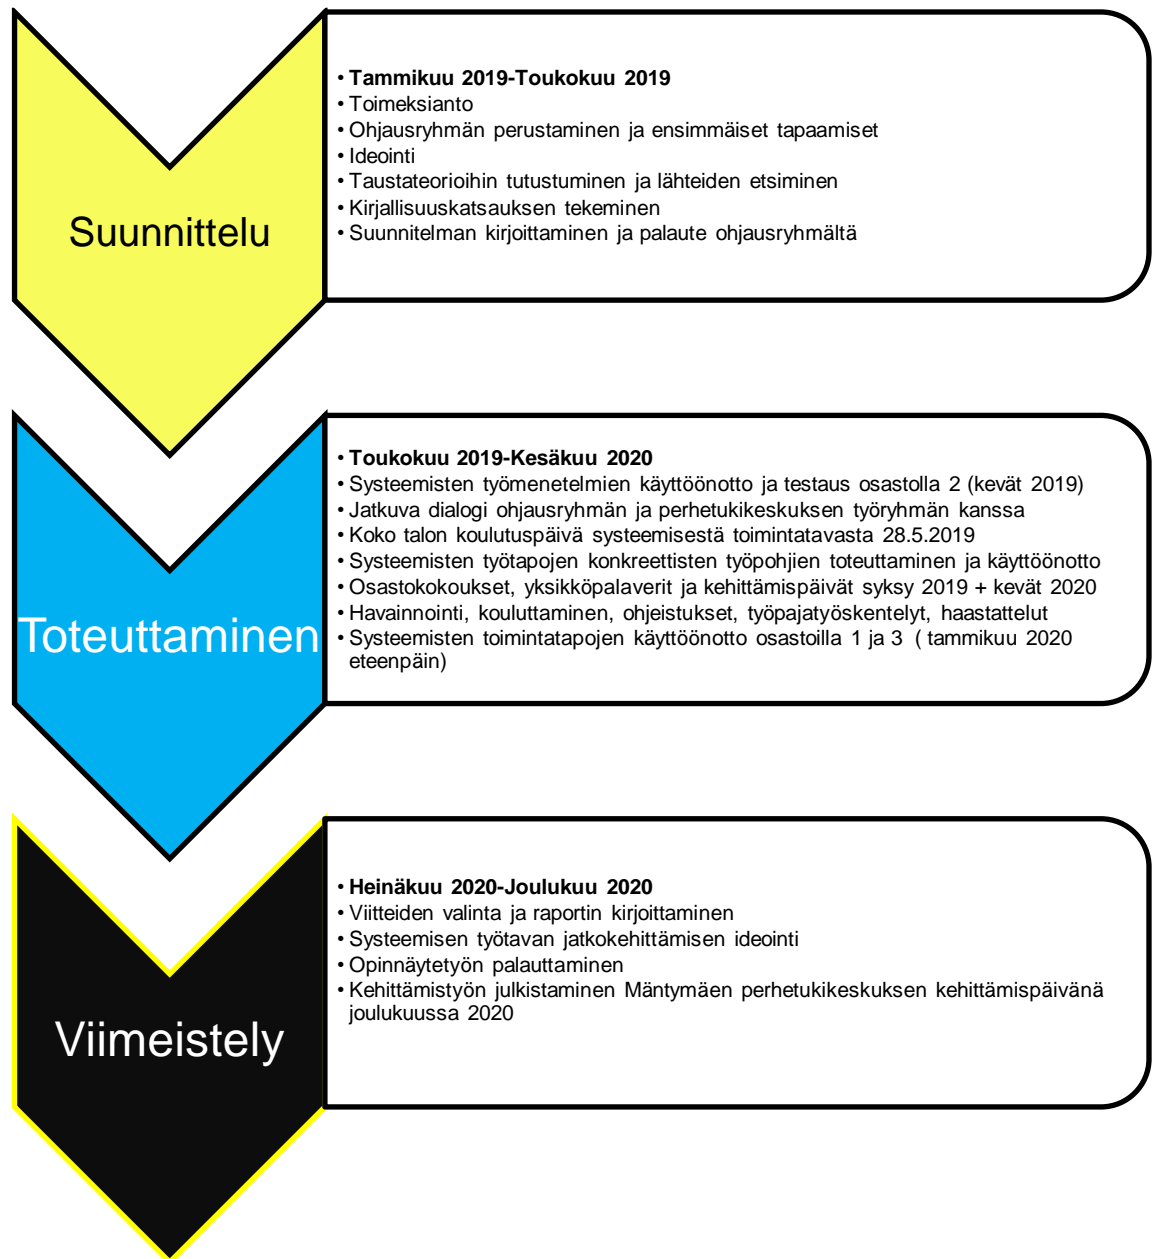 Suunnittelu
• Tammikuu 2019-Toukokuu 2019
• Toimeksianto
• Ohjausryhmän perustaminen ja ensimmäiset tapaamiset
• Ideointi
• Taustateorioihin tutustuminen ja lähteiden etsiminen
• Kirjallisuuskatsauksen tekeminen
• Suunnitelman kirjoittaminen ja palaute ohjausryhmältä
Toteuttaminen
• Toukokuu 2019-Kesäkuu 2020
• Systeemisten työmenetelmien käyttöönotto ja testaus osastolla 2 (kevät 2019)
• Jatkuva dialogi ohjausryhmän ja perhetukikeskuksen työryhmän kanssa
• Koko talon koulutuspäivä systeemisestä toimintatavasta 28.5.2019
• Systeemisten työtapojen konkreettisten työpohjien toteuttaminen ja käyttöönotto
• Osastokokoukset, yksikköpalaverit ja kehittämispäivät syksy 2019 + kevät 2020
• Havainnointi, kouluttaminen, ohjeistukset, työpajatyöskentelyt, haastattelut
• Systeemisten toimintatapojen käyttöönotto osastoilla 1 ja 3 ( tammikuu 2020
eteenpäin)
Viimeistely
• Heinäkuu 2020-Joulukuu 2020
• Viitteiden valinta ja raportin kirjoittaminen
• Systeemisen työtavan jatkokehittämisen ideointi
• Opinnäytetyön palauttaminen
• Kehittämistyön julkistaminen Mäntymäen perhetukikeskuksen kehittämispäivänä
joulukuussa 2020